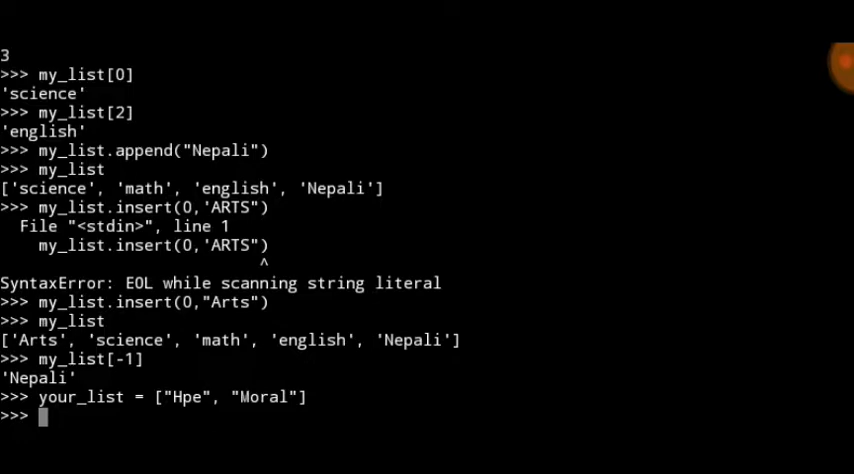 3
>>> my_list[0]
'science'
>>> my_list[2]
'english'
>>> my_list.append("Nepali")
>>> my_list
['science', 'math', 'english', 'Nepali']
>>> my_list.insert(0,'ARTS")
  File "<stdin>", line 1
    my_list.insert(0,'ARTS")
                            ^
SyntaxError: EOL while scanning string literal
>>> my_list.insert(0,"Arts")
>>> my_list
['Arts', 'science', 'math', 'english', 'Nepali']
>>> my_list[-1]
'Nepali'
>>> your_list = ["Hpe", "Moral"]
>>>